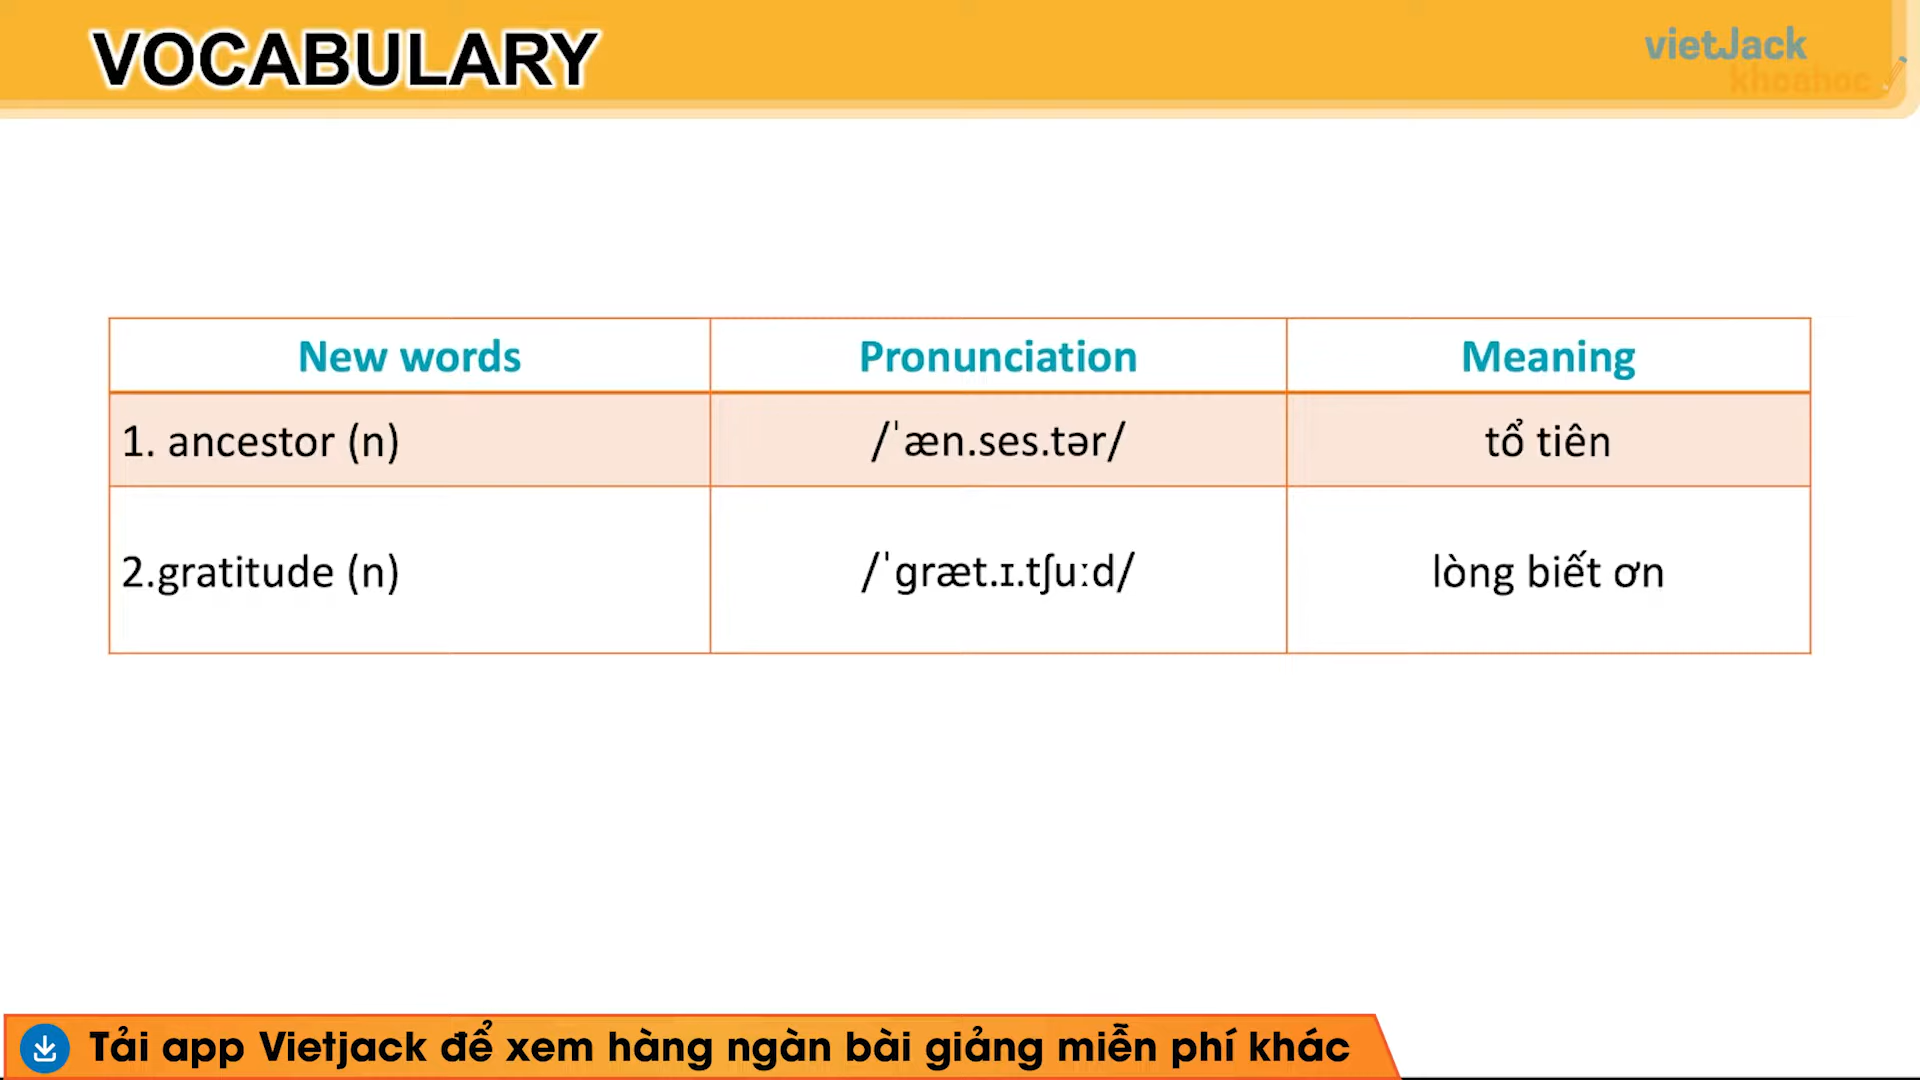 VOCABULARY
vietJack
khoahoc
New words Pronunciation Meaning
1. ancestor (n) /ˈæn.ses.tər/ tổ tiên
2.gratitude (n) /ˈɡræt.ɪ.tʃuːd/ lòng biết ơn
Tải app Vietjack để xem hàng ngàn bài giảng miễn phí khác